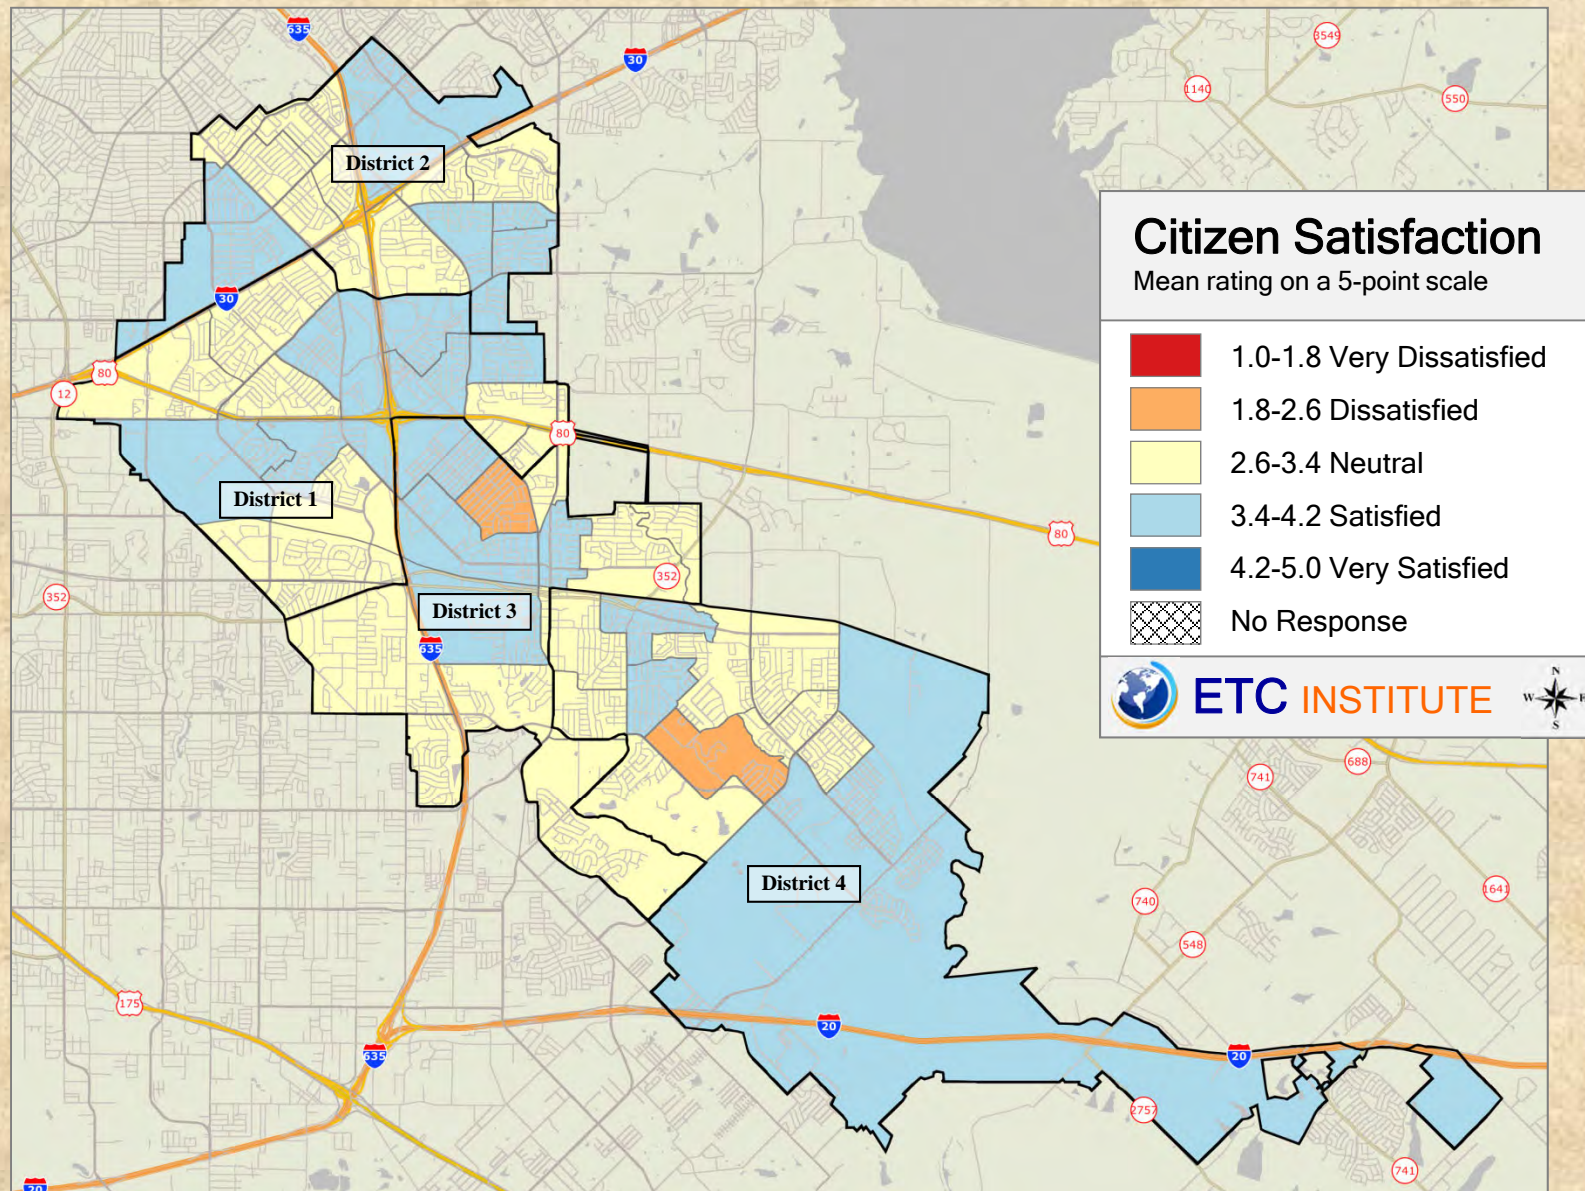 635
30
3549
1140
550
District 2
Citizen Satisfaction
Mean rating on a 5-point scale
30
1.0-1.8 Very Dissatisfied
80
12
1.8-2.6 Dissatisfied
80
2.6-3.4 Neutral
District 1
3.4-4.2 Satisfied
80
352
4.2-5.0 Very Satisfied
352
District 3
No Response
635
ETC INSTITUTE
N
W
E
S
688
741
District 4
1641
740
548
175
20
635
20
2757
741
20